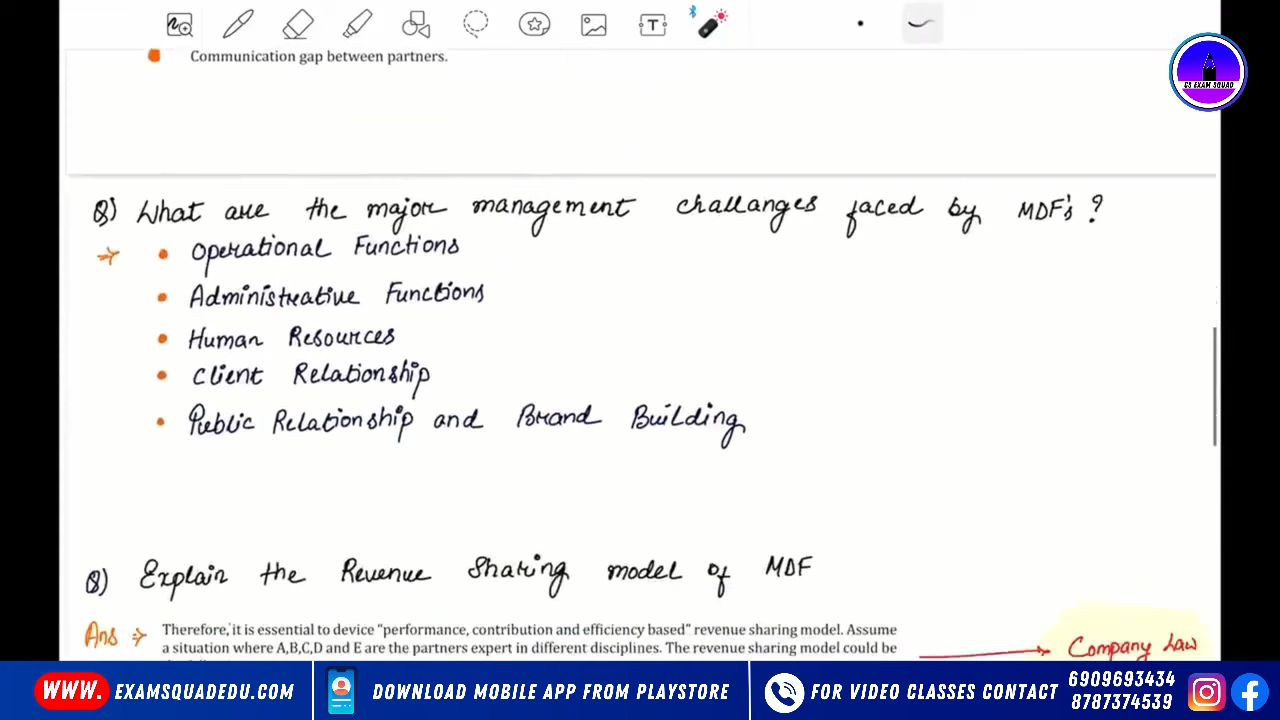 Communication gap between partners.
CS EXAM SQUAD
Q) What are the major management challanges faced by MDF's ?
Operational Functions
Administrative Functions
Human Resources
Client Relationship
Public Relationship and Brand Building
Q) Explain the Revenue Sharing model of MDF
Ans ⇒ Therefore, it is essential to device “performance, contribution and efficiency based” revenue sharing model. Assume
a situation where A,B,C,D and E are the partners expert in different disciplines. The revenue sharing model could be
Company Law
WWW. EXAMSQUADEDU.COM
DOWNLOAD MOBILE APP FROM PLAYSTORE
FOR VIDEO CLASSES CONTACT
6909693434
8787374539